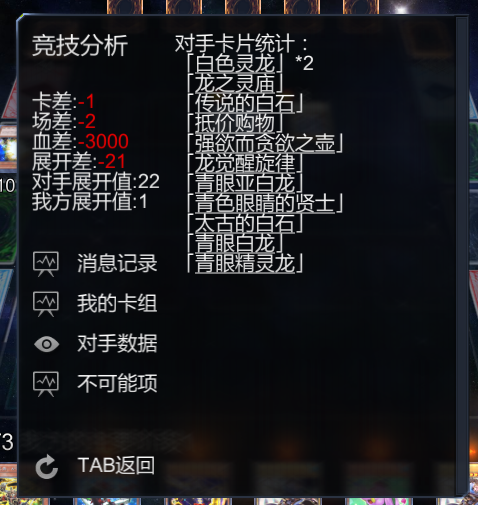 竞技分析
卡差:-1
场差:-2
血差:-3000
展开差:-21
对手展开值:22
我方展开值:1
对手卡片统计：
「白色灵龙」*2
「龙之灵庙」
「传说的白石」
「抵价购物」
「强欲而贪欲之壶」
「龙觉醒旋律」
「青眼亚白龙」
「青色眼睛的贤士」
「太古的白石」
「青眼白龙」
「青眼精灵龙」
消息记录
我的卡组
对手数据
不可能项
TAB返回
10
/3